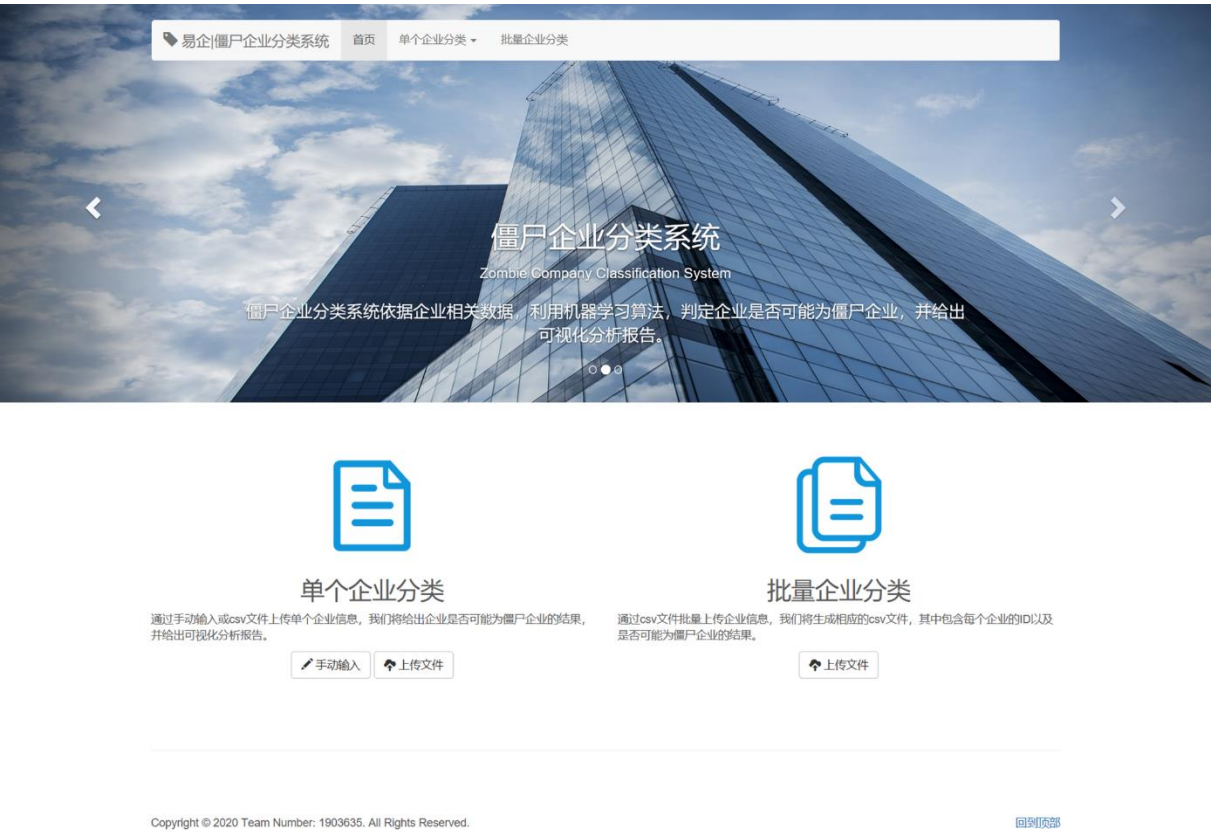 易企|僵尸企业分类系统 首页 单个企业分类 批量企业分类
僵尸企业分类系统
Zombie Company Classification System
僵尸企业分类系统依据企业相关数据，利用机器学习算法，判定企业是否可能为僵尸企业，并给出
可视化分析报告。
单个企业分类
通过手动输入或csv文件上传单个企业信息，我们将给出企业是否可能为僵尸企业的结果，
并给出可视化分析报告。
手动输入 上传文件
批量企业分类
通过csv文件批量上传企业信息，我们将生成相应的csv文件，其中包含每个企业的ID以及
是否可能为僵尸企业的结果。
上传文件
Copyright © 2020 Team Number: 1903635. All Rights Reserved.
回到顶部